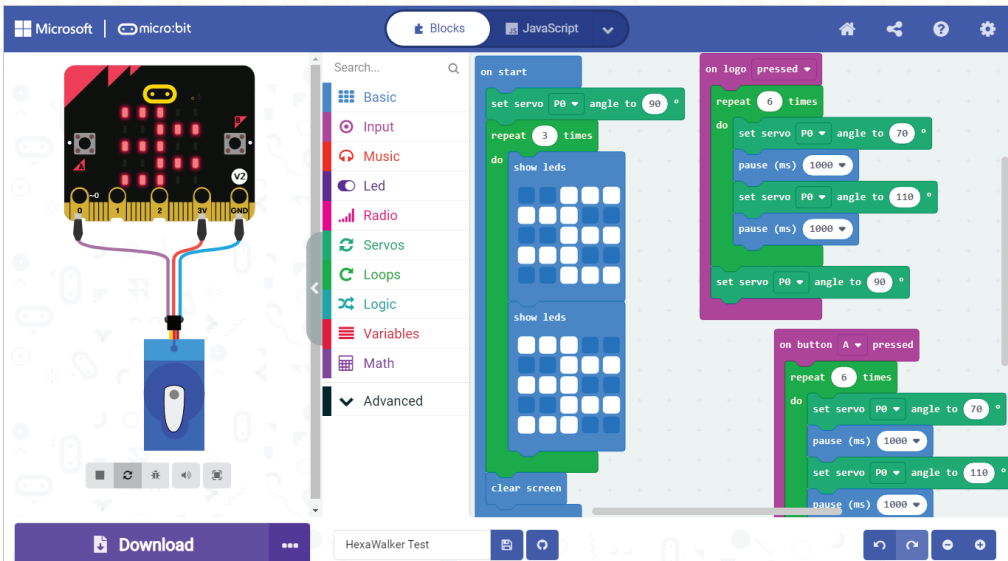 Microsoft micro:bit
Blocks
JS JavaScript
B
A
V2
~0
0 1 2 3V GND
Search...
Basic
Input
Music
Led
Radio
Servos
Loops
Logic
Variables
Math
Advanced
on start
set servo P0 angle to 90 °
repeat 3 times
do
show leds
show leds
clear screen
on logo pressed
repeat 6 times
do
set servo P0 angle to 70 °
pause (ms) 1000
set servo P0 angle to 110 °
pause (ms) 1000
set servo P0 angle to 90 °
on button A pressed
repeat 6 times
do
set servo P0 angle to 70 °
pause (ms) 1000
set servo P0 angle to 110 °
pause (ms) 1000
Download
HexaWalker Test